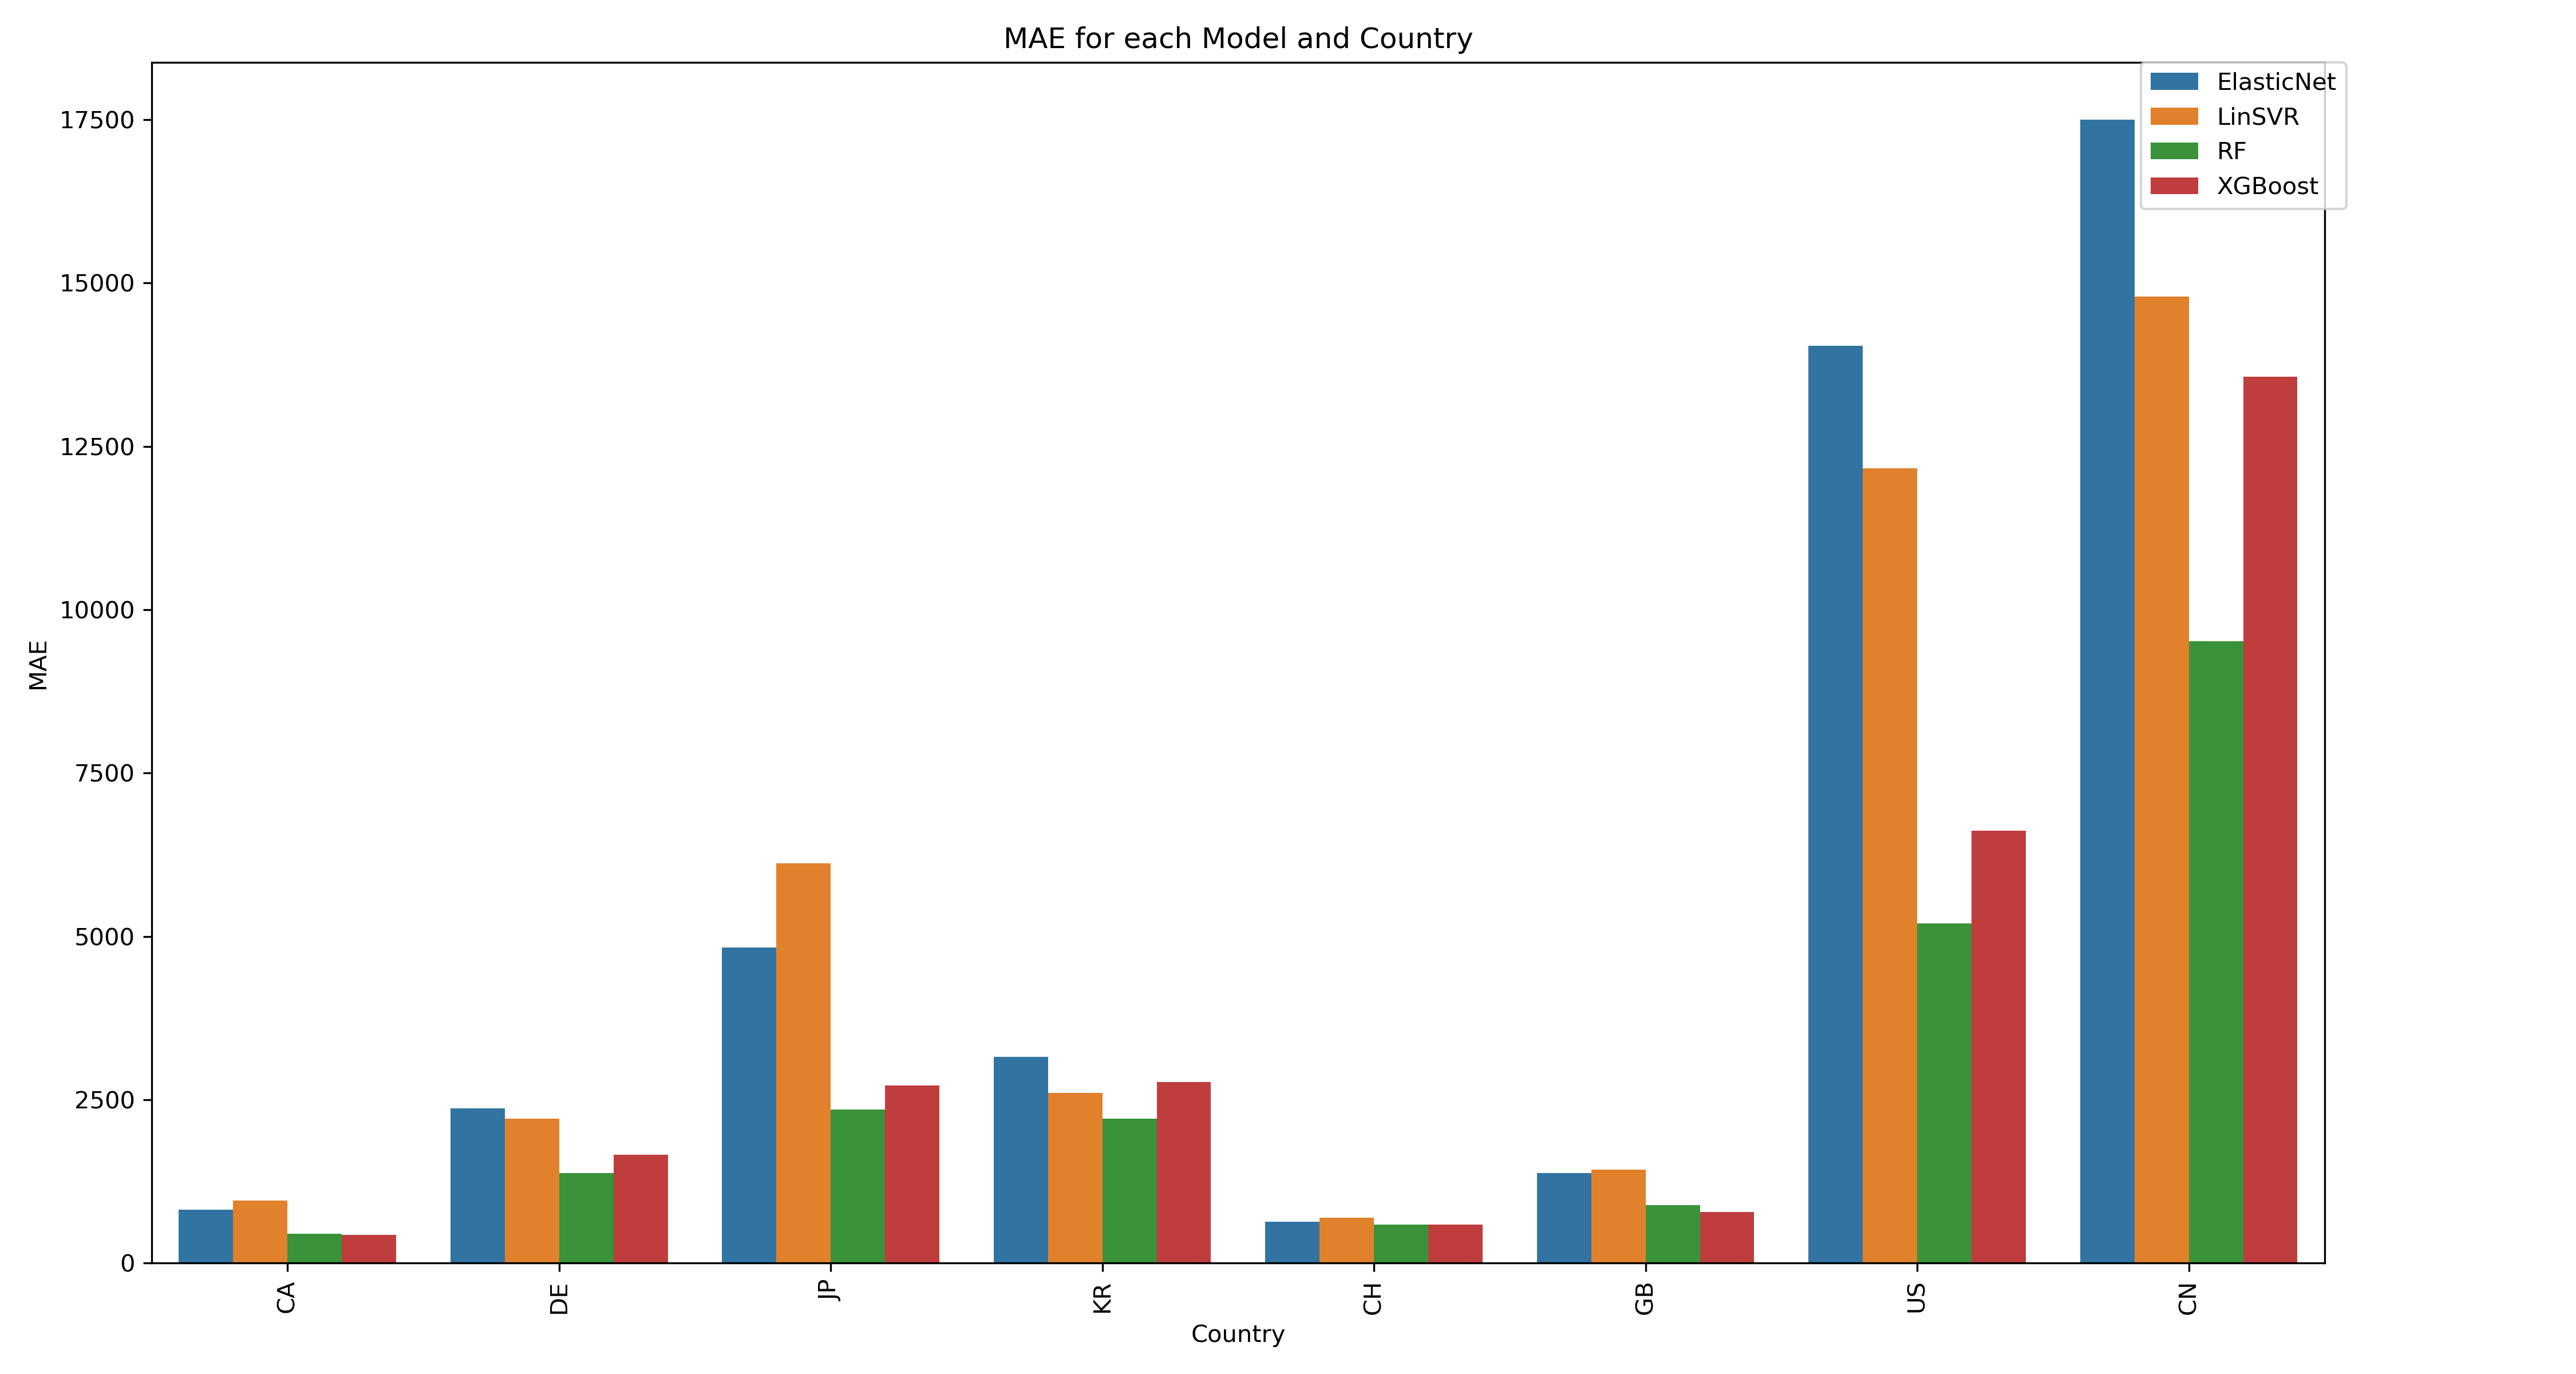 MAE for each Model and Country
ElasticNet
LinSVR
RF
XGBoost
17500
15000
12500
10000
7500
5000
2500
0
MAE
CA
DE
JP
KR
CH
GB
US
CN
Country